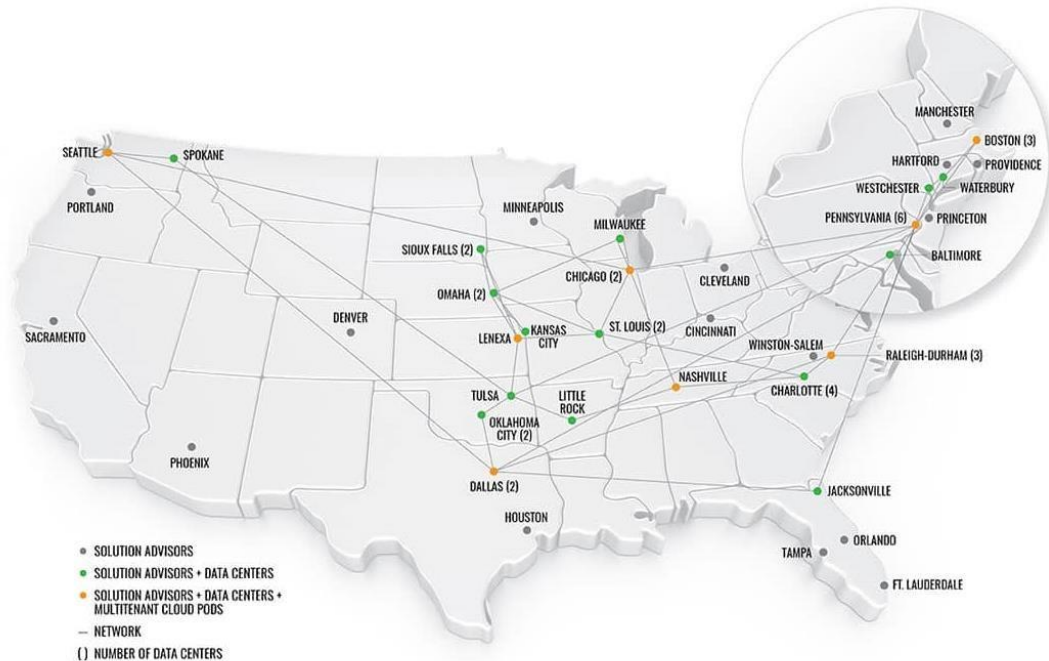 MANCHESTER
BOSTON (3)
SEATTLE
SPOKANE
HARTFORD
PROVIDENCE
WESTCHESTER
WATERBURY
PORTLAND
MINNEAPOLIS
MILWAUKEE
PENNSYLVANIA (6)
PRINCETON
SIOUX FALLS (2)
BALTIMORE
CHICAGO (2)
CLEVELAND
OMAHA (2)
DENVER
SACRAMENTO
LENEXA
KANSAS
CITY
ST. LOUIS (2)
CINCINNATI
WINSTON-SALEM
RALEIGH-DURHAM (3)
NASHVILLE
CHARLOTTE (4)
TULSA
LITTLE
ROCK
OKLAHOMA
CITY (2)
PHOENIX
DALLAS (2)
JACKSONVILLE
HOUSTON
ORLANDO
TAMPA
FT. LAUDERDALE
SOLUTION ADVISORS
SOLUTION ADVISORS + DATA CENTERS
SOLUTION ADVISORS + DATA CENTERS +
MULTITENANT CLOUD PODS
NETWORK
( ) NUMBER OF DATA CENTERS